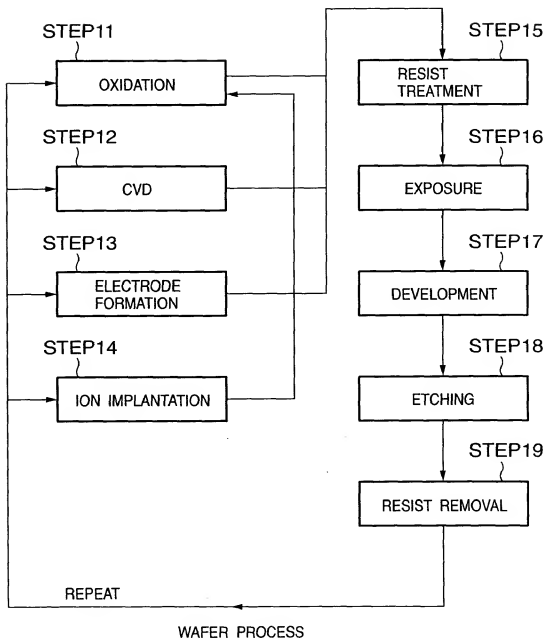 STEP11
OXIDATION
STEP12
CVD
STEP13
ELECTRODE
FORMATION
STEP14
ION IMPLANTATION
STEP15
RESIST
TREATMENT
STEP16
EXPOSURE
STEP17
DEVELOPMENT
STEP18
ETCHING
STEP19
RESIST REMOVAL
REPEAT
WAFER PROCESS